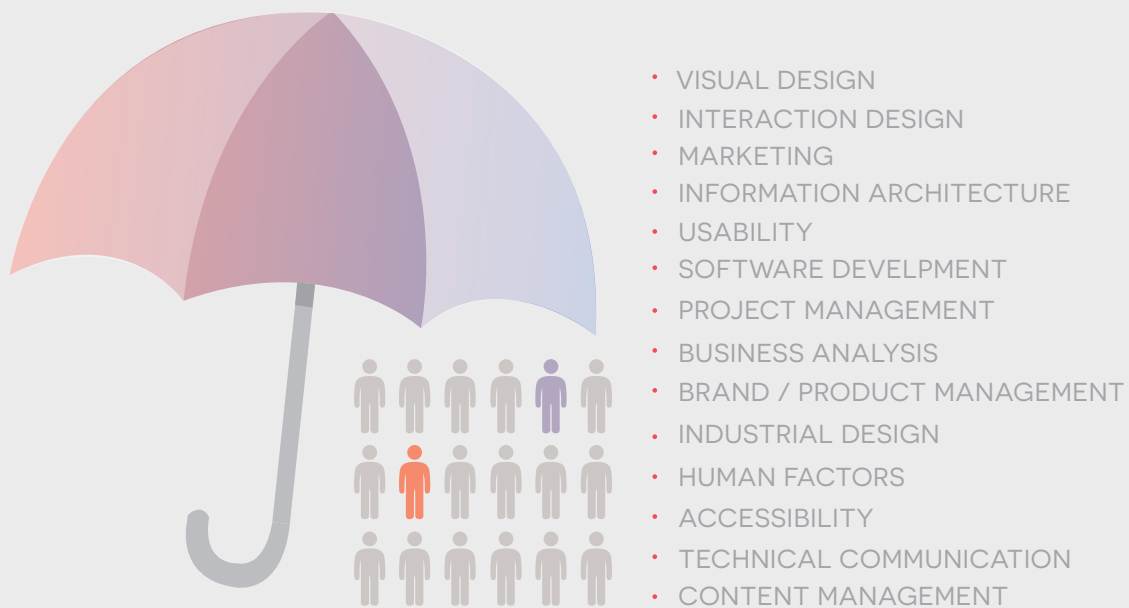 • VISUAL DESIGN
• INTERACTION DESIGN
• MARKETING
• INFORMATION ARCHITECTURE
• USABILITY
• SOFTWARE DEVELPMENT
• PROJECT MANAGEMENT
• BUSINESS ANALYSIS
• BRAND / PRODUCT MANAGEMENT
• INDUSTRIAL DESIGN
• HUMAN FACTORS
• ACCESSIBILITY
• TECHNICAL COMMUNICATION
• CONTENT MANAGEMENT